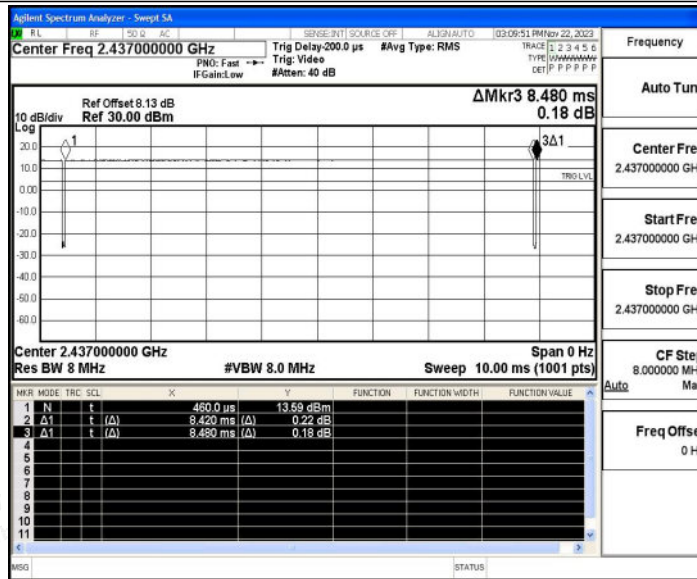 Agilent Spectrum Analyzer - Swept SA
RL RF 50 Ω AC SENSE:INT SOURCE OFF ALIGNAUTO 03:09:51 PM Nov 22, 2023
Center Freq 2.437000000 GHz
PNO: Fast
IFGain:Low
Trig Delay-200.0 µs
Trig: Video
#Atten: 40 dB
#Avg Type: RMS
TRACE 1 2 3 4 5 6
TYPE WWWWWW
DET P P P P P P
Ref Offset 8.13 dB
10 dB/div Ref 30.00 dBm
Log
ΔMkr3 8.480 ms
0.18 dB
1
3Δ1
20.0
10.0
TRIG LVL
0.00
-10.0
-20.0
-30.0
-40.0
-50.0
-60.0
Center 2.437000000 GHz Span 0 Hz
Res BW 8 MHz #VBW 8.0 MHz Sweep 10.00 ms (1001 pts)
MKR MODE TRC SCL X Y FUNCTION FUNCTION WIDTH FUNCTION VALUE
1 N t 460.0 µs 13.59 dBm
2 Δ1 t (Δ) 8.420 ms (Δ) 0.22 dB
3 Δ1 t (Δ) 8.480 ms (Δ) 0.18 dB
4
5
6
7
8
9
10
11
MSG STATUS
Frequency
Auto Tun
Center Fre
2.437000000 GH
Start Fre
2.437000000 GH
Stop Fre
2.437000000 GH
CF Step
8.000000 MH
Auto Ma
Freq Offse
0 H